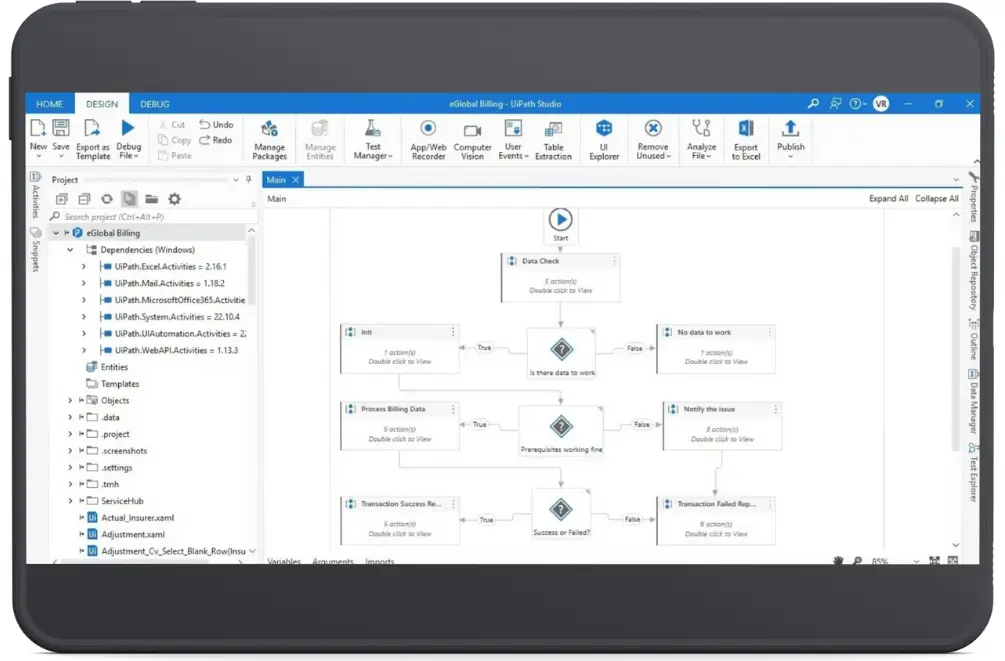 HOME DESIGN DEBUG eGlobal Billing - UiPath Studio VR
New Save Export as Template Debug File Cut Copy Paste Undo Redo Manage Packages Manage Entities Test Manager App/Web Recorder Computer Vision User Events Table Extraction UI Explorer Remove Unused Analyze File Export to Excel Publish
Activities
Snippets
Project
Search project (Ctrl+Alt+P)
eGlobal Billing
Dependencies (Windows)
UiPath.Excel.Activities = 2.16.1
UiPath.Mail.Activities = 1.18.2
UiPath.MicrosoftOffice365.Activitie
UiPath.System.Activities = 22.10.4
UiPath.UIAutomation.Activities = 2
UiPath.WebAPI.Activities = 1.13.3
Entities
Templates
Objects
.data
.project
.screenshots
.settings
.tmh
ServiceHub
Actual_Insurer.xaml
Adjustment.xaml
Adjustment_Cv_Select_Blank_Row(Insu
Main
Main Expand All Collapse All
Start
Data Check
5 action(s)
Double click to View
Init
1 action(s)
Double click to View
True
Is there data to work
False
No data to work
1 action(s)
Double click to View
Process Billing Data
5 action(s)
Double click to View
True
Prerequisites working fine
False
Notify the issue
5 action(s)
Double click to View
Transaction Success Re...
5 action(s)
Double click to View
True
Success or Failed?
False
Transaction Failed Rep...
6 action(s)
Double click to View
Variables Arguments Imports 85%
Properties
Object Repository
Outline
Data Manager
Test Explorer